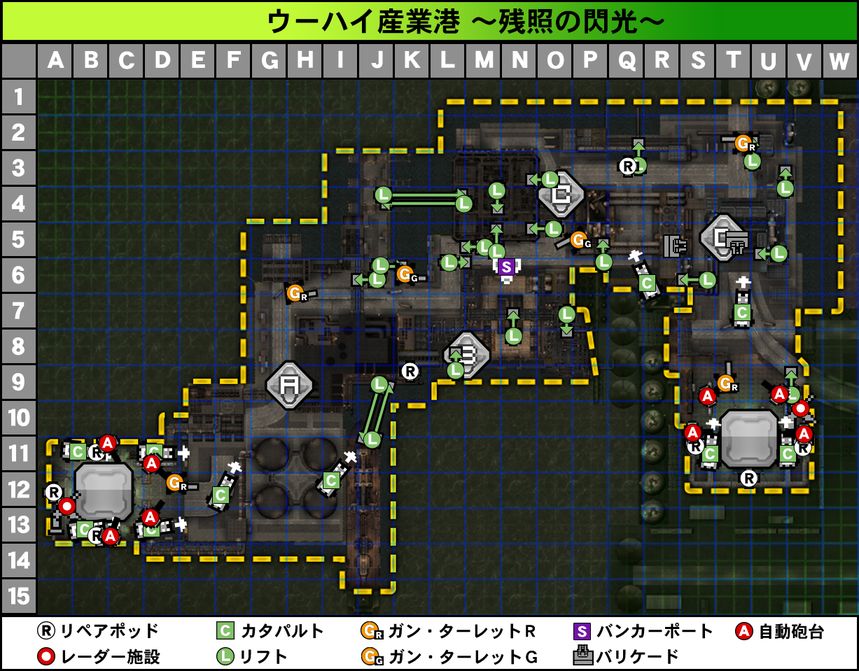 ウーハイ産業港 ～残照の閃光～
A B C D E F G H I J K L M N O P Q R S T U V W
1
2
3
4
5
6
7
8
9
10
11
12
13
14
15
A
B
R リペアポッド
C カタパルト
GR ガン・ターレットR
S バンカーポート
A 自動砲台
レーダー施設
L リフト
GG ガン・ターレットG
バリケード